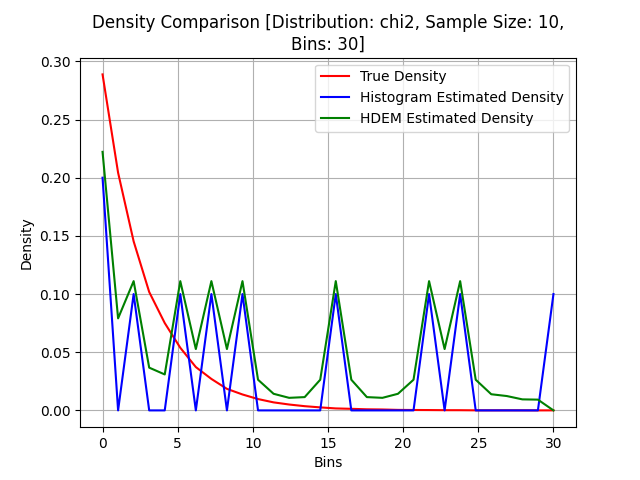 Density Comparison [Distribution: chi2, Sample Size: 10,
Bins: 30]
True Density
Histogram Estimated Density
HDEM Estimated Density
Density
0.30
0.25
0.20
0.15
0.10
0.05
0.00
0 5 10 15 20 25 30
Bins